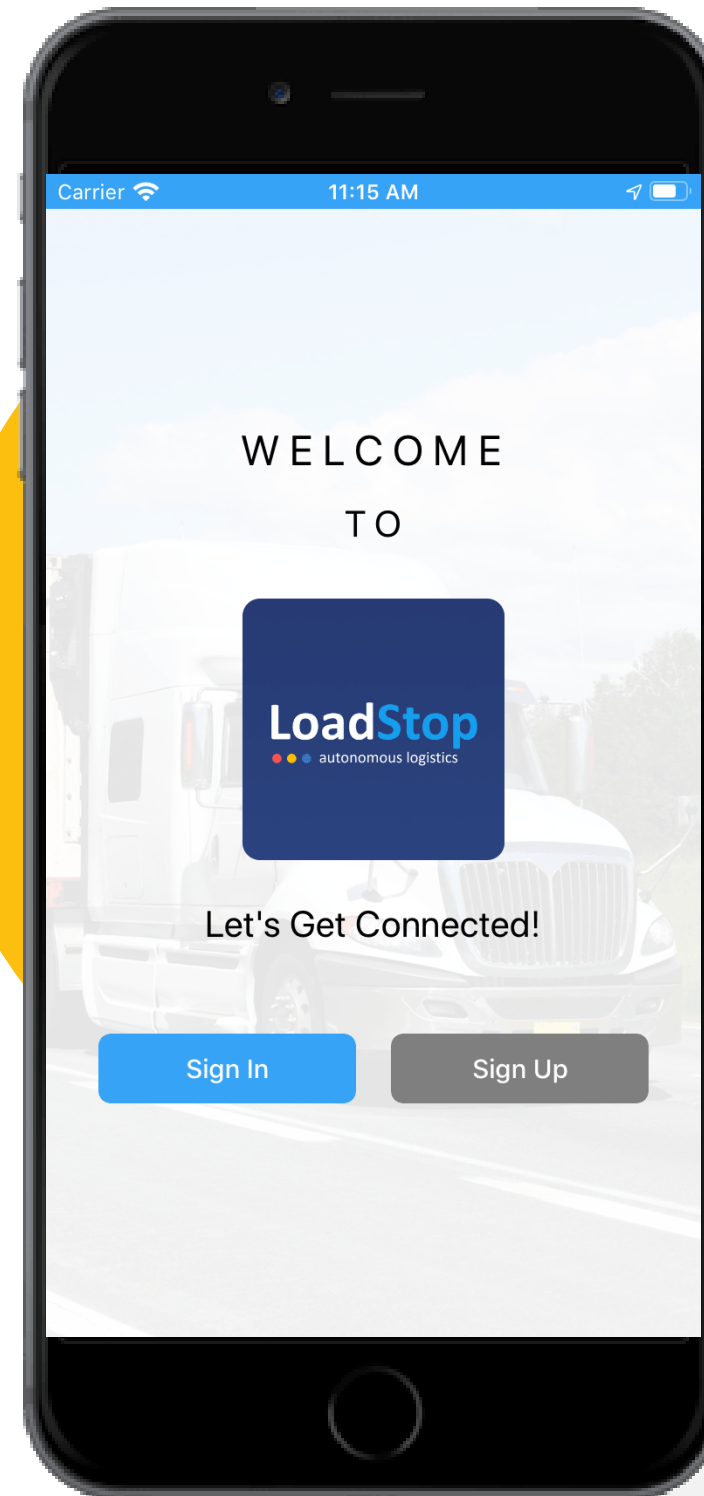 Carrier 11:15 AM
WELCOME
TO
LoadStop
autonomous logistics
Let's Get Connected!
Sign In Sign Up